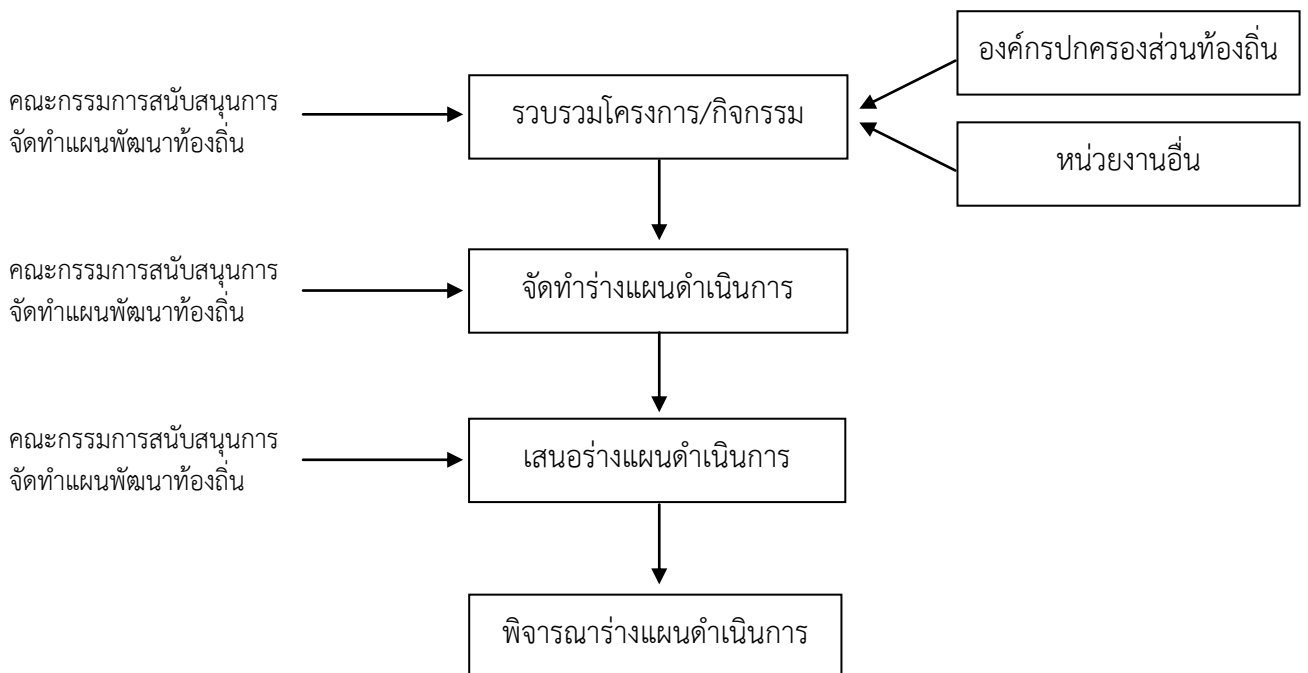 องค์กรปกครองส่วนท้องถิ่น
คณะกรรมการสนับสนุนการ
จัดทำแผนพัฒนาท้องถิ่น
รวบรวมโครงการ/กิจกรรม
หน่วยงานอื่น
คณะกรรมการสนับสนุนการ
จัดทำแผนพัฒนาท้องถิ่น
จัดทำร่างแผนดำเนินการ
คณะกรรมการสนับสนุนการ
จัดทำแผนพัฒนาท้องถิ่น
เสนอร่างแผนดำเนินการ
พิจารณาร่างแผนดำเนินการ